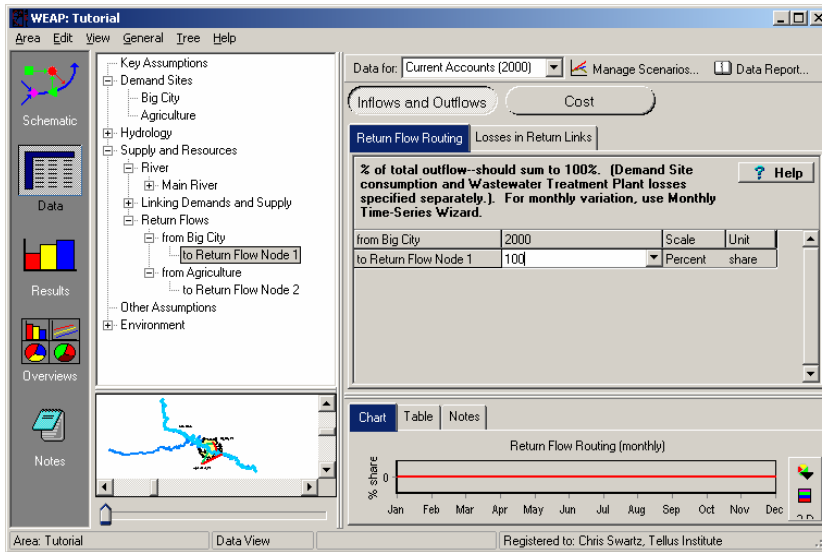 WEAP: Tutorial
Area Edit View General Tree Help
Schematic
Data
Results
Overviews
Notes
Key Assumptions
Demand Sites
Big City
Agriculture
Hydrology
Supply and Resources
River
Main River
Linking Demands and Supply
Return Flows
from Big City
to Return Flow Node 1
from Agriculture
to Return Flow Node 2
Other Assumptions
Environment
Data for: Current Accounts (2000) Manage Scenarios... Data Report...
Inflows and Outflows Cost
Return Flow Routing Losses in Return Links
% of total outflow--should sum to 100%. (Demand Site
consumption and Wastewater Treatment Plant losses
specified separately.). For monthly variation, use Monthly
Time-Series Wizard.
? Help
from Big City 2000 Scale Unit
to Return Flow Node 1 100 Percent share
Chart Table Notes
Return Flow Routing (monthly)
% share
0
Jan Feb Mar Apr May Jun Jul Aug Sep Oct Nov Dec
Area: Tutorial Data View Registered to: Chris Swartz, Tellus Institute